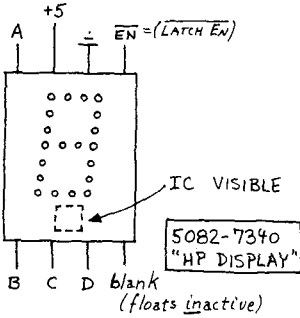 +5
A
EN = (LATCH EN)
IC VISIBLE
5082-7340
"HP DISPLAY"
B C D blank
(floats inactive)